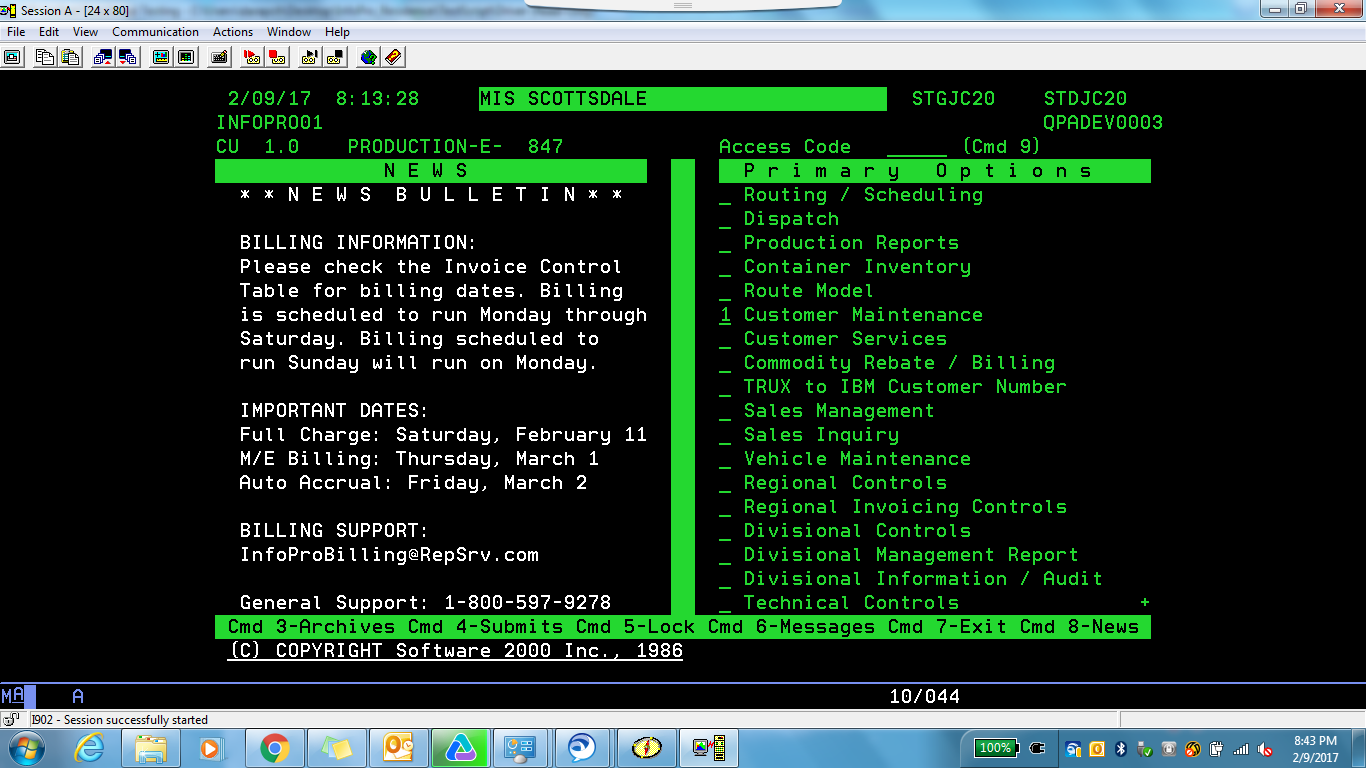 Session A - [24 x 80]
File Edit View Communication Actions Window Help
2/09/17 8:13:28 MIS SCOTTSDALE STGJC20 STDJC20
INFOPRO01 QPADEV0003
CU 1.0 PRODUCTION-E- 847 Access Code ______ (Cmd 9)
N E W S P r i m a r y O p t i o n s
* * N E W S B U L L E T I N * * _ Routing / Scheduling
_ Dispatch
BILLING INFORMATION: _ Production Reports
Please check the Invoice Control _ Container Inventory
Table for billing dates. Billing _ Route Model
is scheduled to run Monday through 1 Customer Maintenance
Saturday. Billing scheduled to _ Customer Services
run Sunday will run on Monday. _ Commodity Rebate / Billing
_ TRUX to IBM Customer Number
IMPORTANT DATES: _ Sales Management
Full Charge: Saturday, February 11 _ Sales Inquiry
M/E Billing: Thursday, March 1 _ Vehicle Maintenance
Auto Accrual: Friday, March 2 _ Regional Controls
_ Regional Invoicing Controls
BILLING SUPPORT: _ Divisional Controls
InfoProBilling@RepSrv.com _ Divisional Management Report
_ Divisional Information / Audit
General Support: 1-800-597-9278 _ Technical Controls +
Cmd 3-Archives Cmd 4-Submits Cmd 5-Lock Cmd 6-Messages Cmd 7-Exit Cmd 8-News
(C) COPYRIGHT Software 2000 Inc., 1986
MA A 10/044
I902 - Session successfully started
100% 8:43 PM
2/9/2017